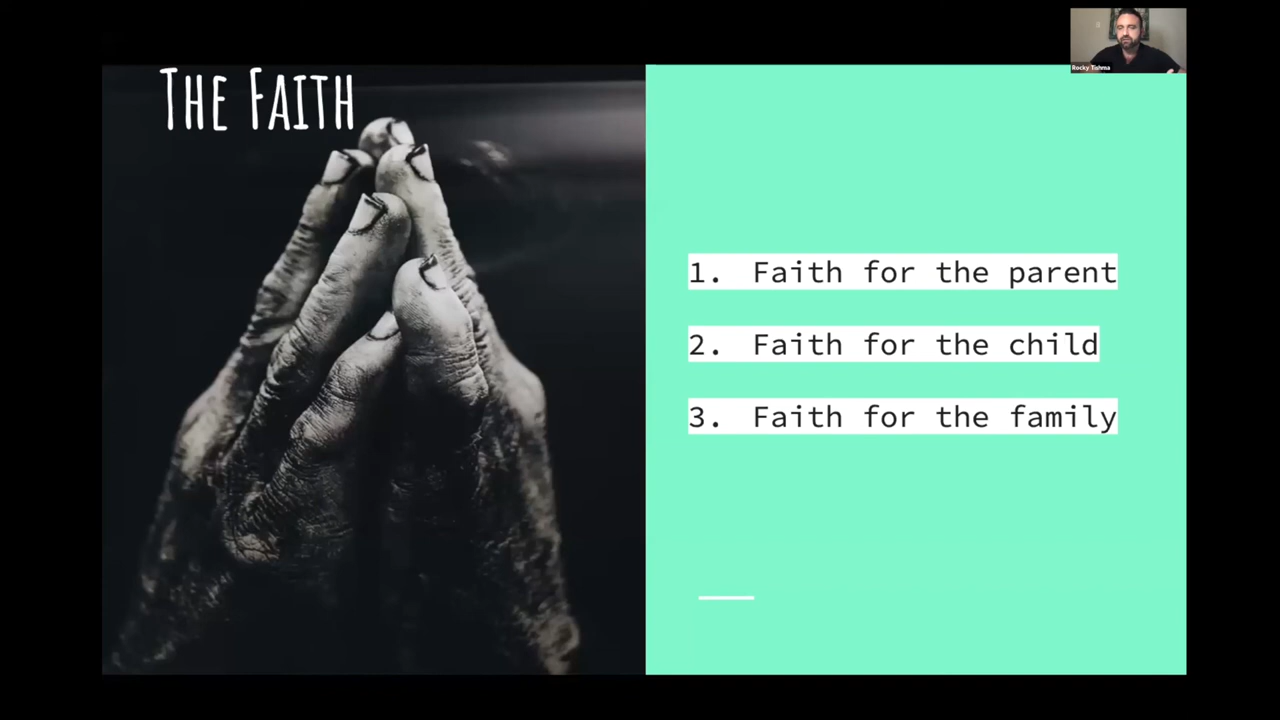 Rocky Tishma
The Faith
1. Faith for the parent
2. Faith for the child
3. Faith for the family